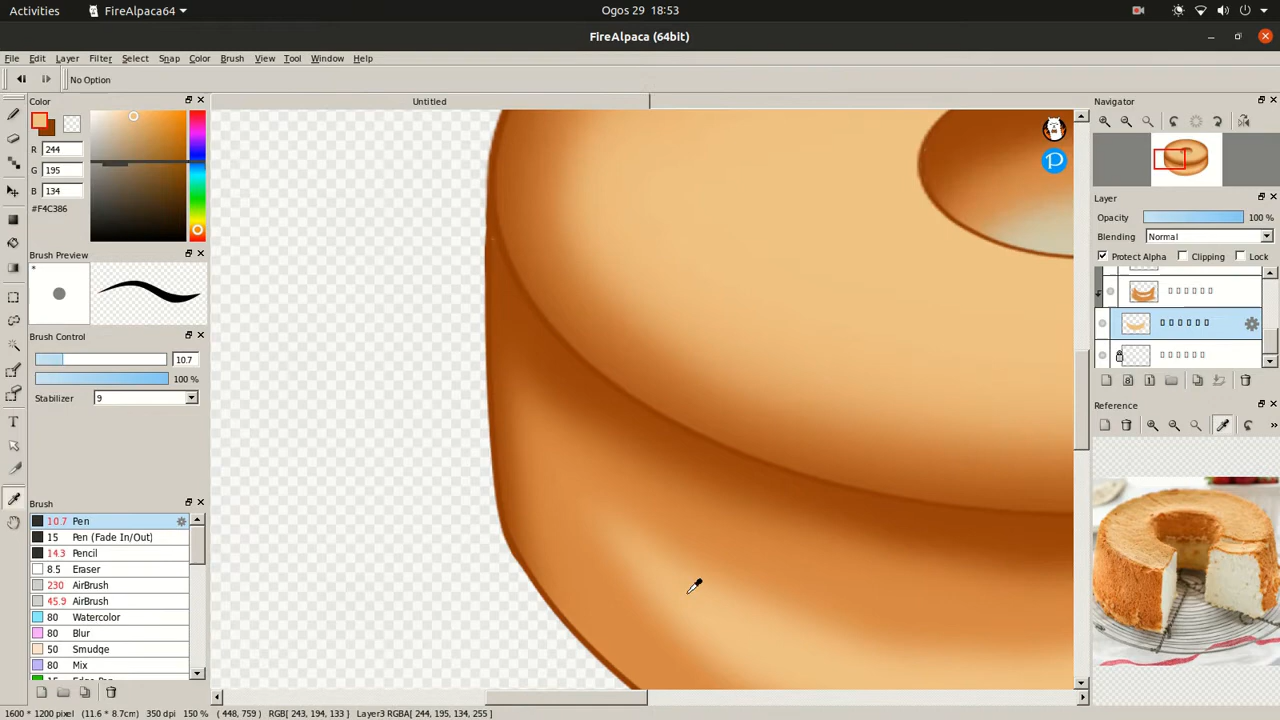 Activities
FireAlpaca64
Ogos 29 18:53
FireAlpaca (64bit)
File Edit Layer Filter Select Snap Color Brush View Tool Window Help
No Option
Untitled
Color
R 244
G 195
B 134
#F4C386
Brush Preview
*
Brush Control
10.7
100 %
Stabilizer 9
Brush
10.7 Pen
15 Pen (Fade In/Out)
14.3 Pencil
8.5 Eraser
230 AirBrush
45.9 AirBrush
80 Watercolor
80 Blur
50 Smudge
80 Mix
Navigator
Layer
Opacity 100 %
Blending Normal
Protect Alpha Clipping Lock
Reference
»
1600 * 1200 pixel (11.6 * 8.7cm) 350 dpi 150 % ( 448, 759 ) RGB[ 243, 194, 133 ] Layer3 RGBA[ 244, 195, 134, 255 ]